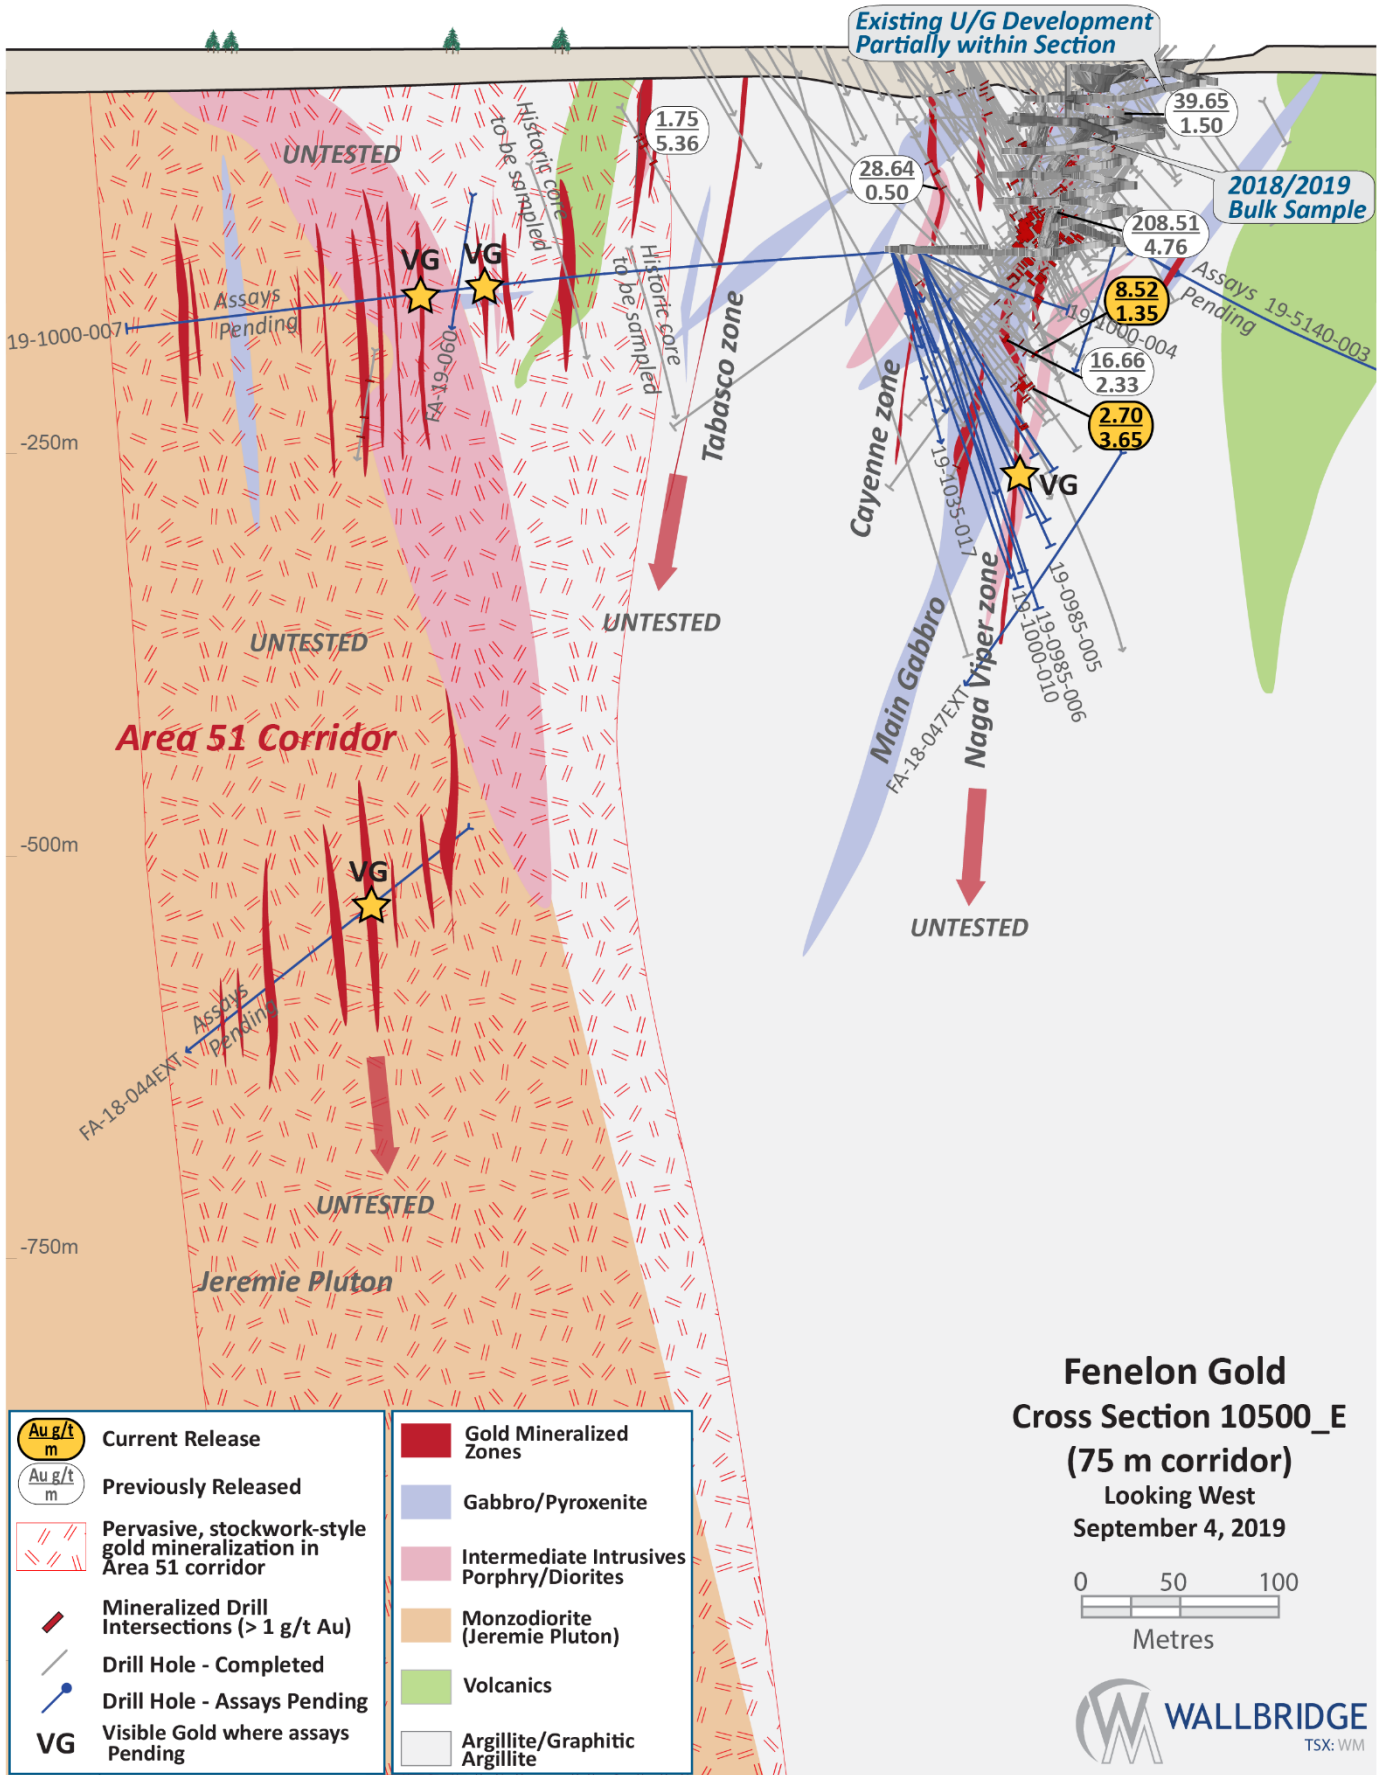 Existing U/G Development
Partially within Section
39.65
1.50
1.75
5.36
UNTESTED
Historic core
to be sampled
28.64
0.50
2018/2019
Bulk Sample
208.51
4.76
VG
VG
Historic core
to be sampled
Assays
Pending
19-1000-007
8.52
1.35
Assays
Pending
19-5140-003
19-1000-004
16.66
2.33
FA-19-060
Tabasco zone
Cayenne zone
2.70
3.65
-250m
19-1035-017
VG
UNTESTED
UNTESTED
19-0985-005
19-0985-006
19-1000-010
Main Gabbro
Naga Viper zone
FA-18-047EXT
Area 51 Corridor
-500m
VG
UNTESTED
Assays
Pending
FA-18-044EXT
UNTESTED
-750m
Jeremie Pluton
Fenelon Gold
Cross Section 10500_E
(75 m corridor)
Looking West
September 4, 2019
0 50 100
Metres
WALLBRIDGE
TSX: WM
Au g/t
m
Current Release
Au g/t
m
Previously Released
Pervasive, stockwork-style
gold mineralization in
Area 51 corridor
Mineralized Drill
Intersections (> 1 g/t Au)
Drill Hole - Completed
Drill Hole - Assays Pending
VG
Visible Gold where assays
Pending
Gold Mineralized
Zones
Gabbro/Pyroxenite
Intermediate Intrusives
Porphry/Diorites
Monzodiorite
(Jeremie Pluton)
Volcanics
Argillite/Graphitic
Argillite